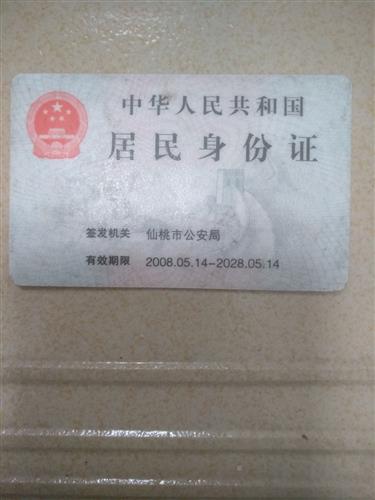 中华人民共和国
居民身份证
签发机关 仙桃市公安局
有效期限 2008.05.14-2028.05.14